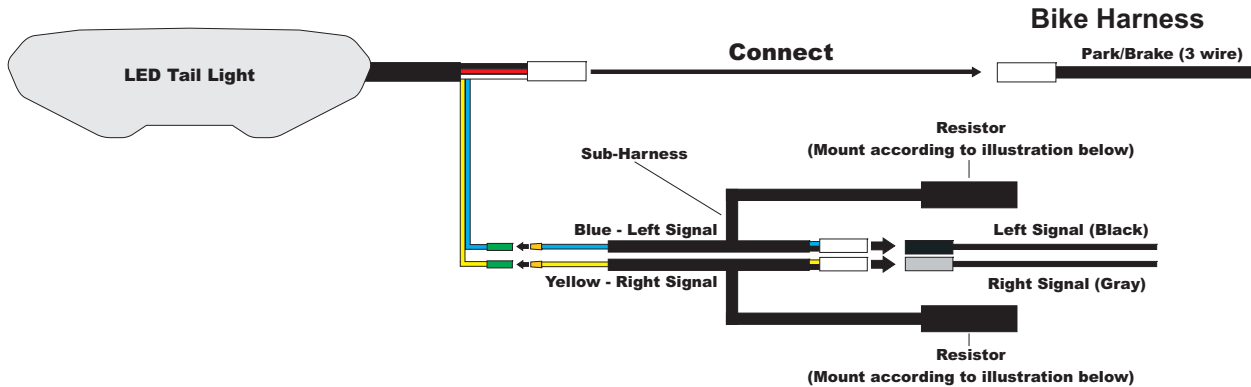 Bike Harness
LED Tail Light
Connect
Park/Brake (3 wire)
Sub-Harness
Resistor
(Mount according to illustration below)
Blue - Left Signal
Left Signal (Black)
Yellow - Right Signal
Right Signal (Gray)
Resistor
(Mount according to illustration below)